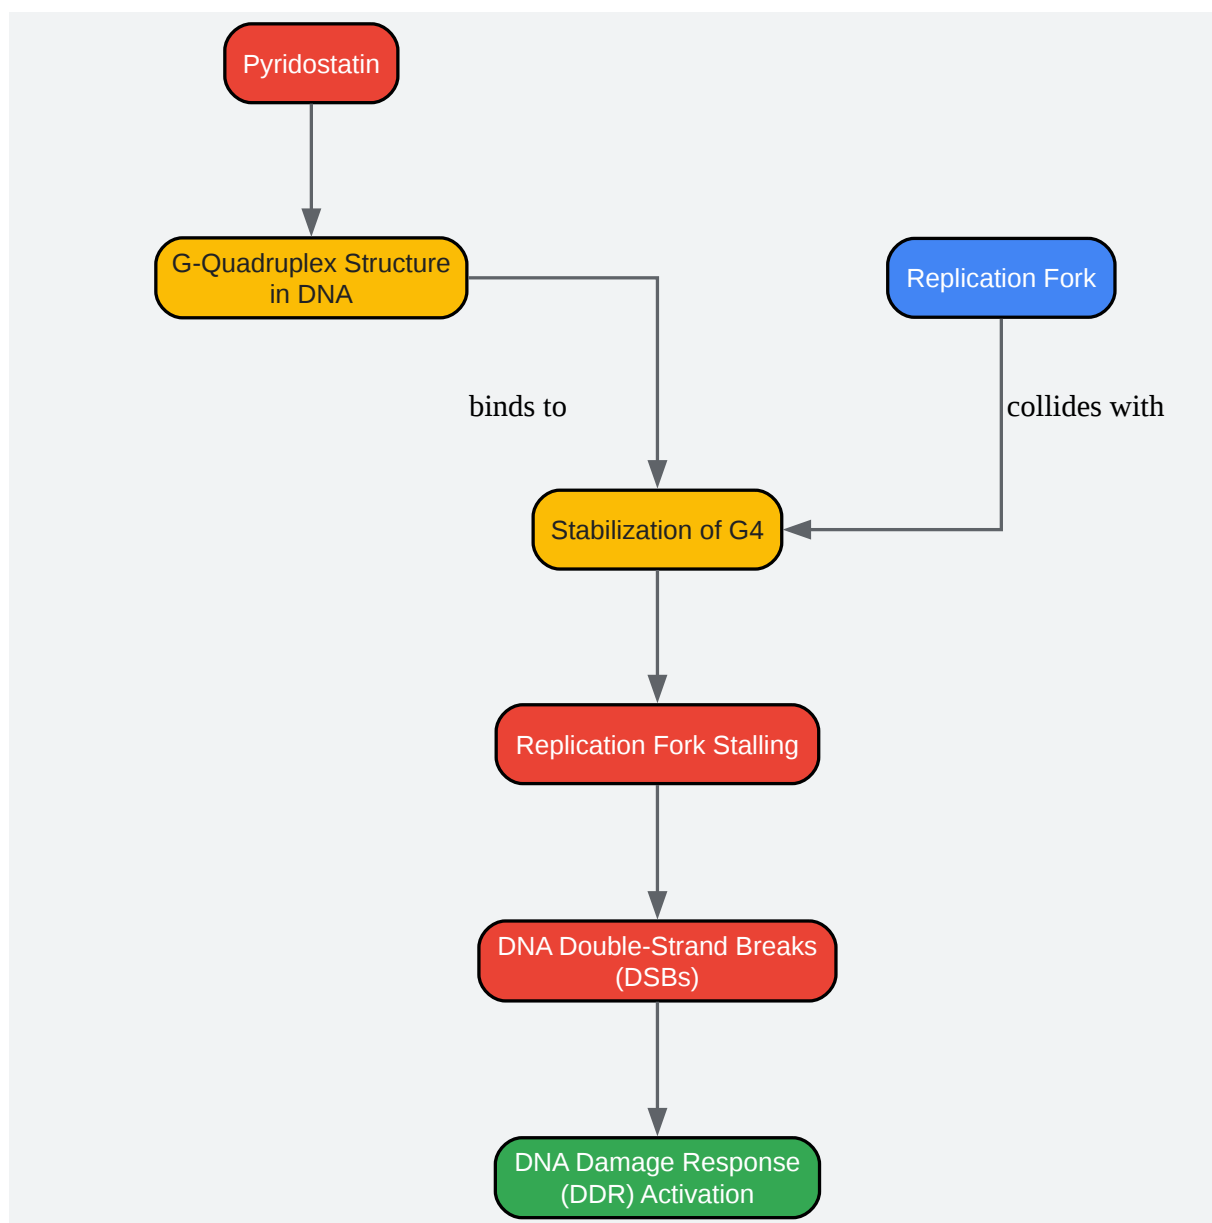 Pyridostatin
G-Quadruplex Structure
in DNA
Replication Fork
binds to
collides with
Stabilization of G4
Replication Fork Stalling
DNA Double-Strand Breaks
(DSBs)
DNA Damage Response
(DDR) Activation